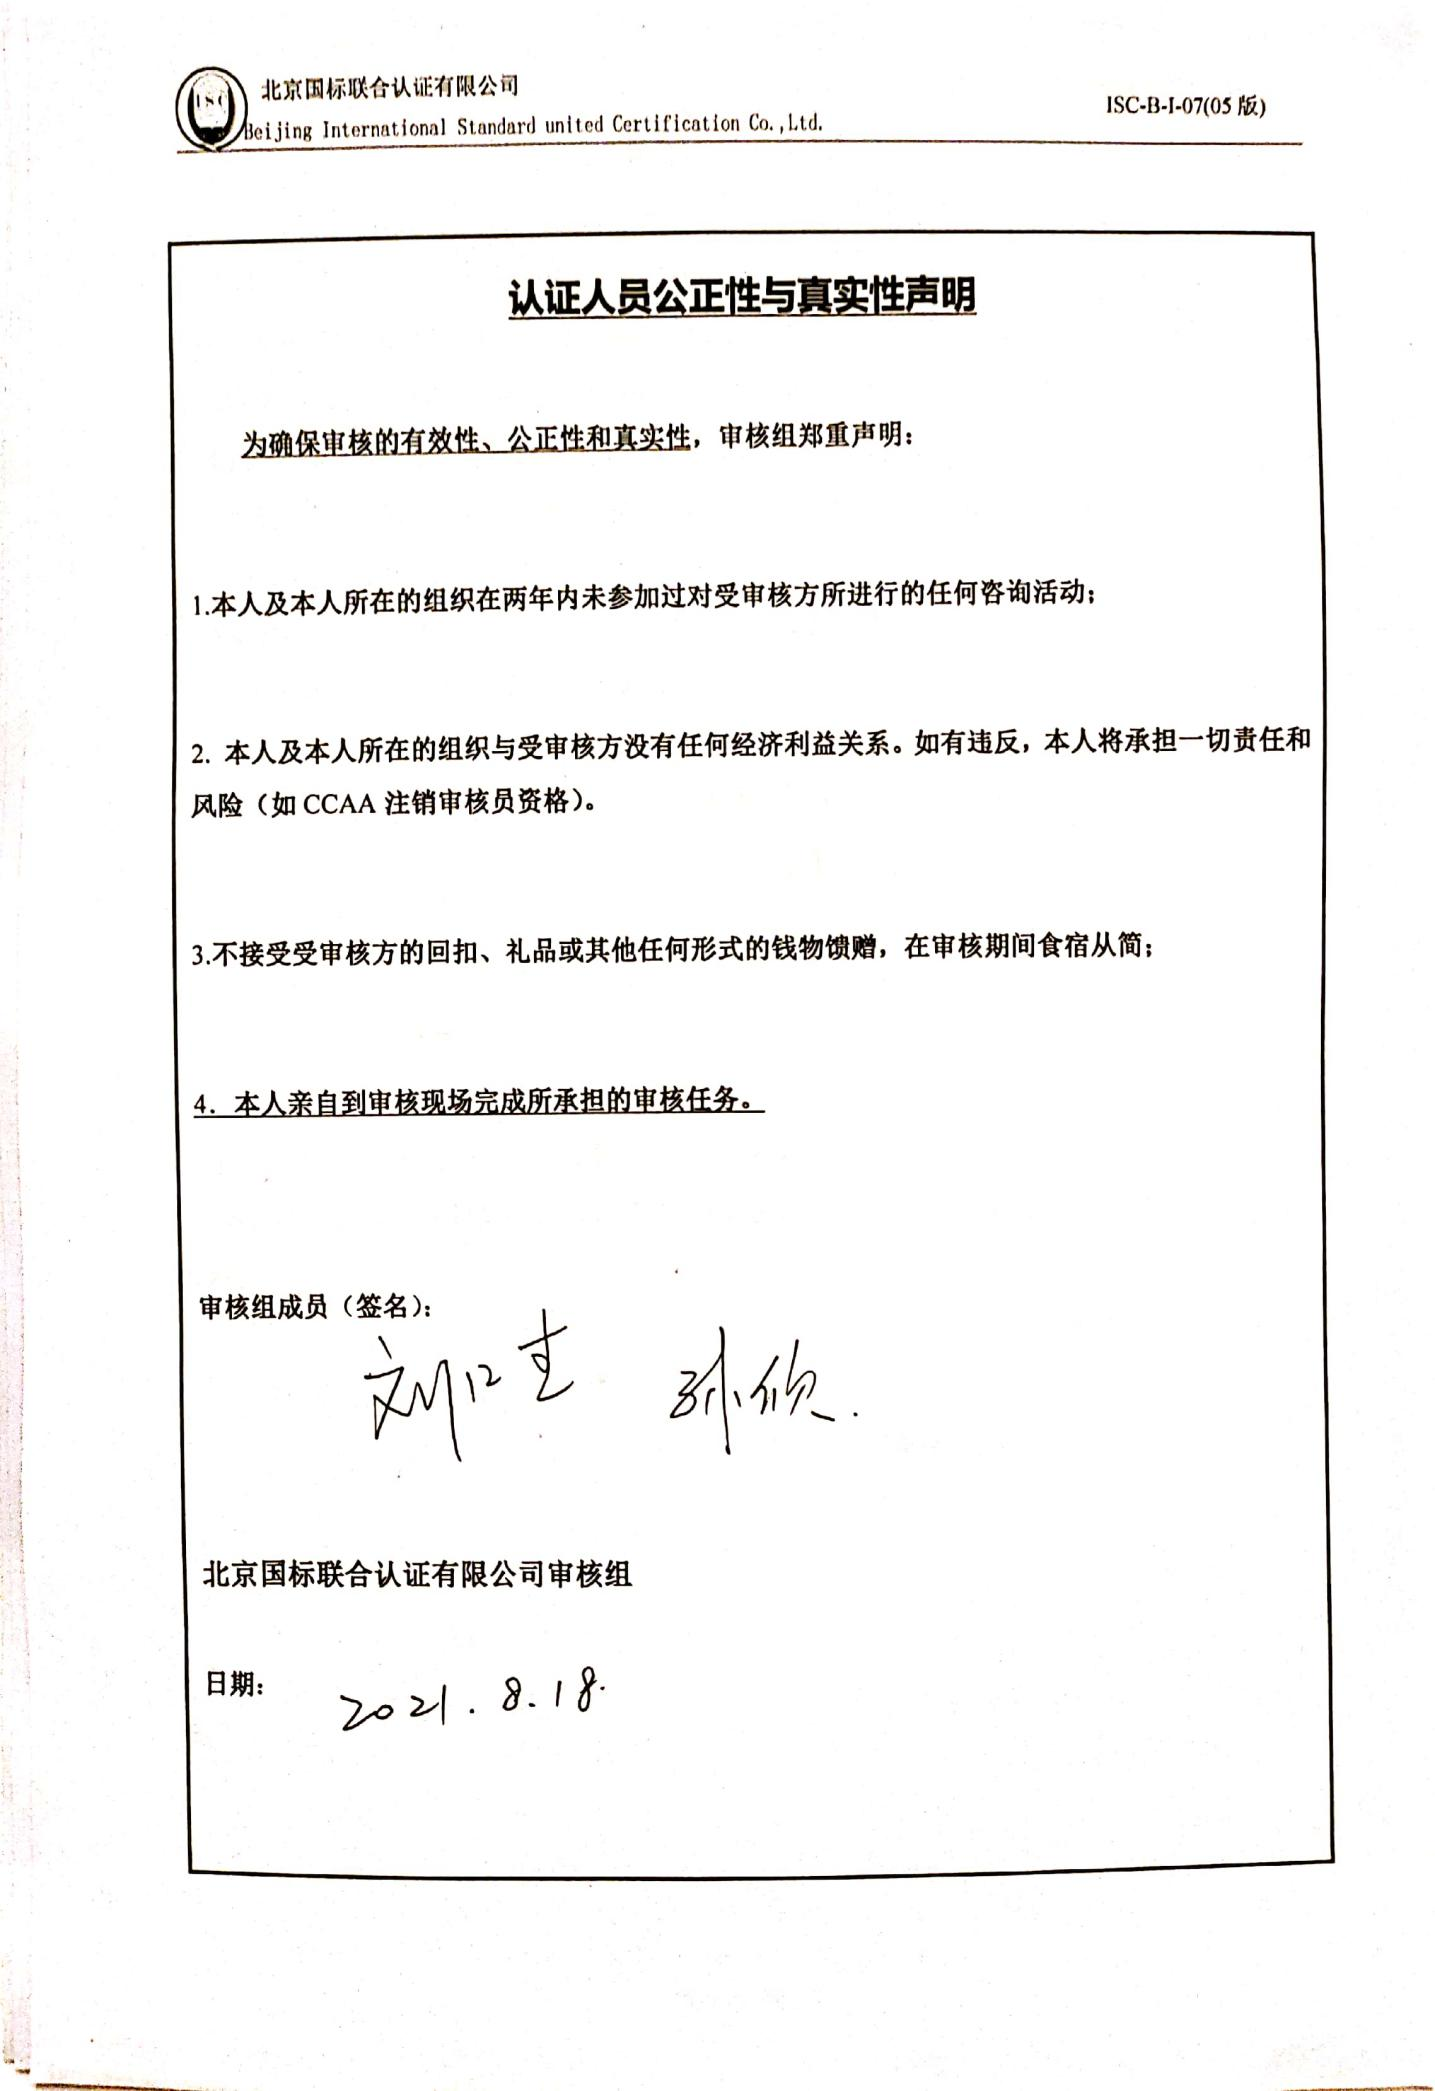 ISC
北京国标联合认证有限公司
Beijing International Standard united Certification Co.,Ltd.
ISC-B-I-07(05 版)
认证人员公正性与真实性声明
为确保审核的有效性、公正性和真实性，审核组郑重声明：
1.本人及本人所在的组织在两年内未参加过对受审核方所进行的任何咨询活动；
2. 本人及本人所在的组织与受审核方没有任何经济利益关系。如有违反，本人将承担一切责任和
风险（如 CCAA 注销审核员资格）。
3.不接受受审核方的回扣、礼品或其他任何形式的钱物馈赠，在审核期间食宿从简；
4. 本人亲自到审核现场完成所承担的审核任务。
审核组成员（签名）：
刘 孙欣.
北京国标联合认证有限公司审核组
日期：
2021.8.18.